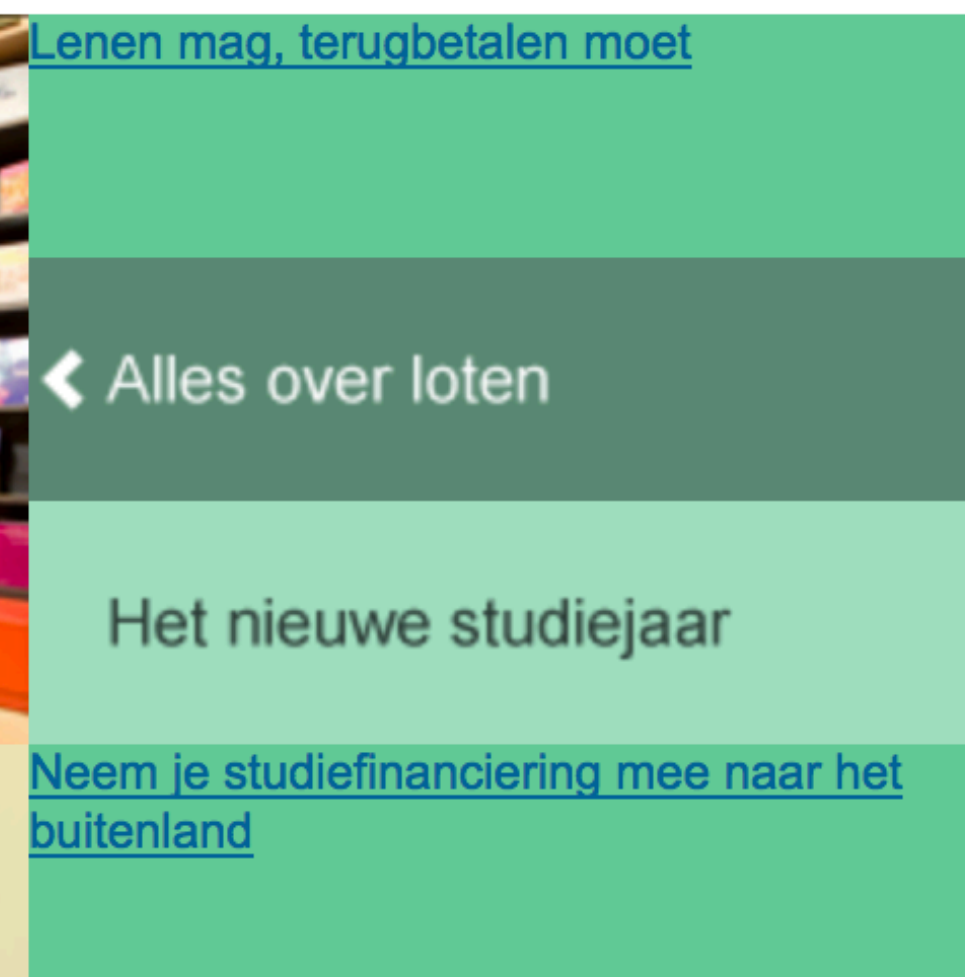 Lenen mag, terugbetalen moet
Alles over loten
Het nieuwe studiejaar
Neem je studiefinanciering mee naar het
buitenland